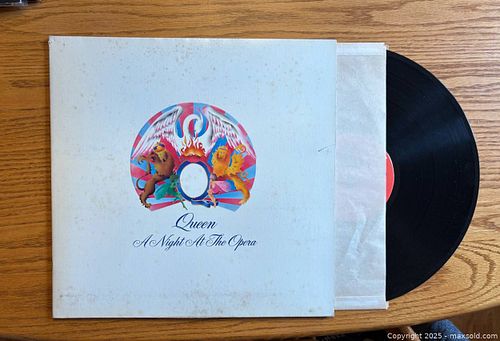 Queen
A Night At The Opera
Copyright 2025 - maxsold.com